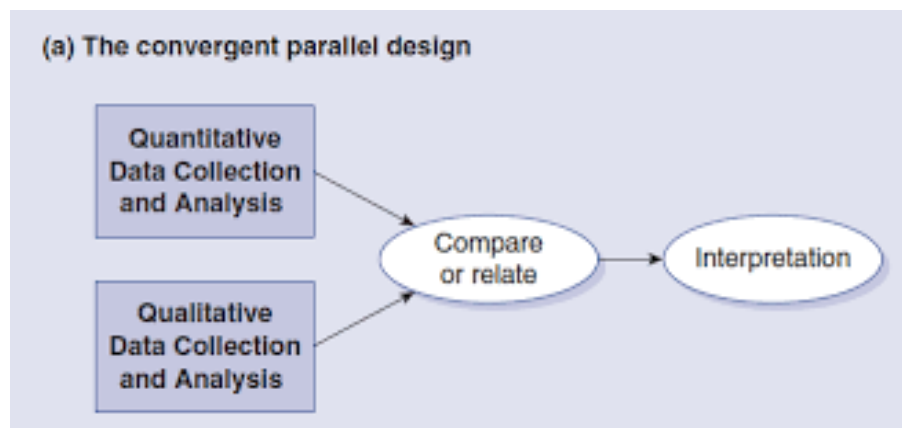 (a) The convergent parallel design
Quantitative
Data Collection
and Analysis
Compare
or relate
Interpretation
Qualitative
Data Collection
and Analysis